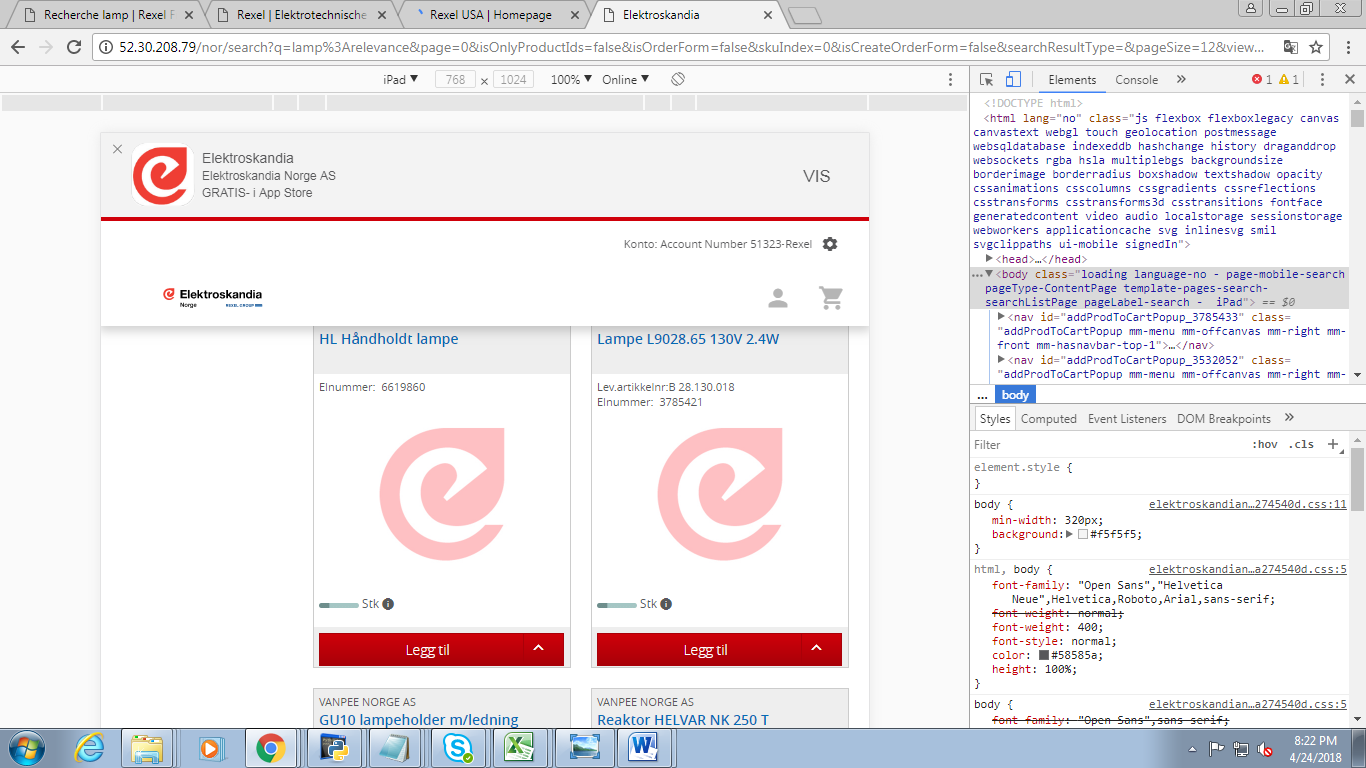 Recherche lamp | Rexel F
Rexel | Elektrotechnische
Rexel USA | Homepage
Elektroskandia
52.30.208.79/nor/search?q=lamp%3Arelevance&page=0&isOnlyProductIds=false&isOrderForm=false&skuIndex=0&isCreateOrderForm=false&searchResultType=&pageSize=12&view...
iPad ▼ 768 × 1024 100% ▼ Online ▼
Elements Console » 1 1
Elektroskandia
Elektroskandia Norge AS
GRATIS- i App Store
VIS
Konto: Account Number 51323-Rexel
Elektroskandia
Norge REXEL GROUP
HL Håndholdt lampe
Elnummer: 6619860
Stk
Legg til
Lampe L9028.65 130V 2.4W
Lev.artikkelnr:B 28.130.018
Elnummer: 3785421
Stk
Legg til
VANPEE NORGE AS
GU10 lampeholder m/ledning
VANPEE NORGE AS
Reaktor HELVAR NK 250 T
<!DOCTYPE html>
<html lang="no" class="js flexbox flexboxlegacy canvas
canvastext webgl touch geolocation postmessage
websqldatabase indexeddb hashchange history draganddrop
websockets rgba hsla multiplebgs backgroundsize
borderimage borderradius boxshadow textshadow opacity
cssanimations csscolumns cssgradients cssreflections
csstransforms csstransforms3d csstransitions fontface
generatedcontent video audio localstorage sessionstorage
webworkers applicationcache svg inlinesvg smil
svgclippaths ui-mobile signedIn">
▶<head>…</head>
…▼<body class="loading language-no - page-mobile-search
pageType-ContentPage template-pages-search-
searchListPage pageLabel-search - iPad"> == $0
▶<nav id="addProdToCartPopup_3785433" class=
"addProdToCartPopup mm-menu mm-offcanvas mm-right mm-
front mm-hasnavbar-top-1">…</nav>
▶<nav id="addProdToCartPopup_3532052" class=
"addProdToCartPopup mm-menu mm-offcanvas mm-right mm-
... body
Styles Computed Event Listeners DOM Breakpoints »
Filter :hov .cls +
element.style {
}
body { elektroskandian…274540d.css:11
min-width: 320px;
background:▶ #f5f5f5;
}
html, body { elektroskandian…a274540d.css:5
font-family: "Open Sans","Helvetica
Neue",Helvetica,Roboto,Arial,sans-serif;
font-weight: normal;
font-weight: 400;
font-style: normal;
color: #58585a;
height: 100%;
}
body { elektroskandian…a274540d.css:5
font-family: "Open Sans",sans-serif;
8:22 PM
4/24/2018